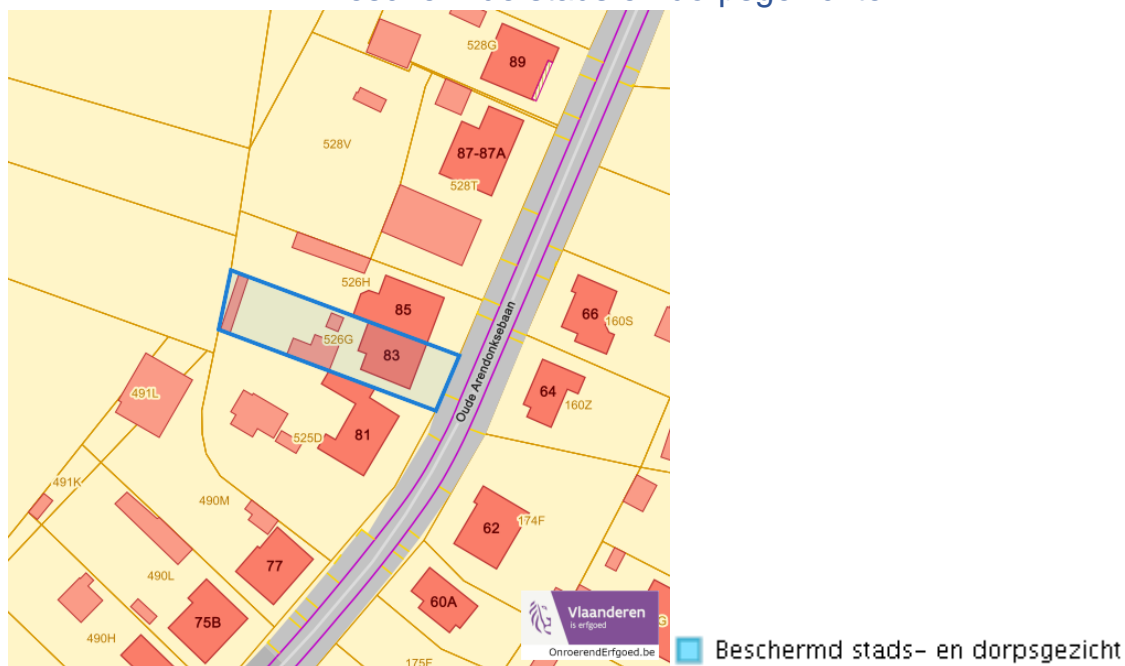 528G
89
528V
87-87A
528T
526H
85
66
160S
526G
83
Oude Arendonksebaan
64
160Z
491L
81
525D
491K
490M
62
174F
77
490L
60A
75B
490H
Vlaanderen
is erfgoed
OnroerendErfgoed.be
Beschermd stads- en dorpsgezicht